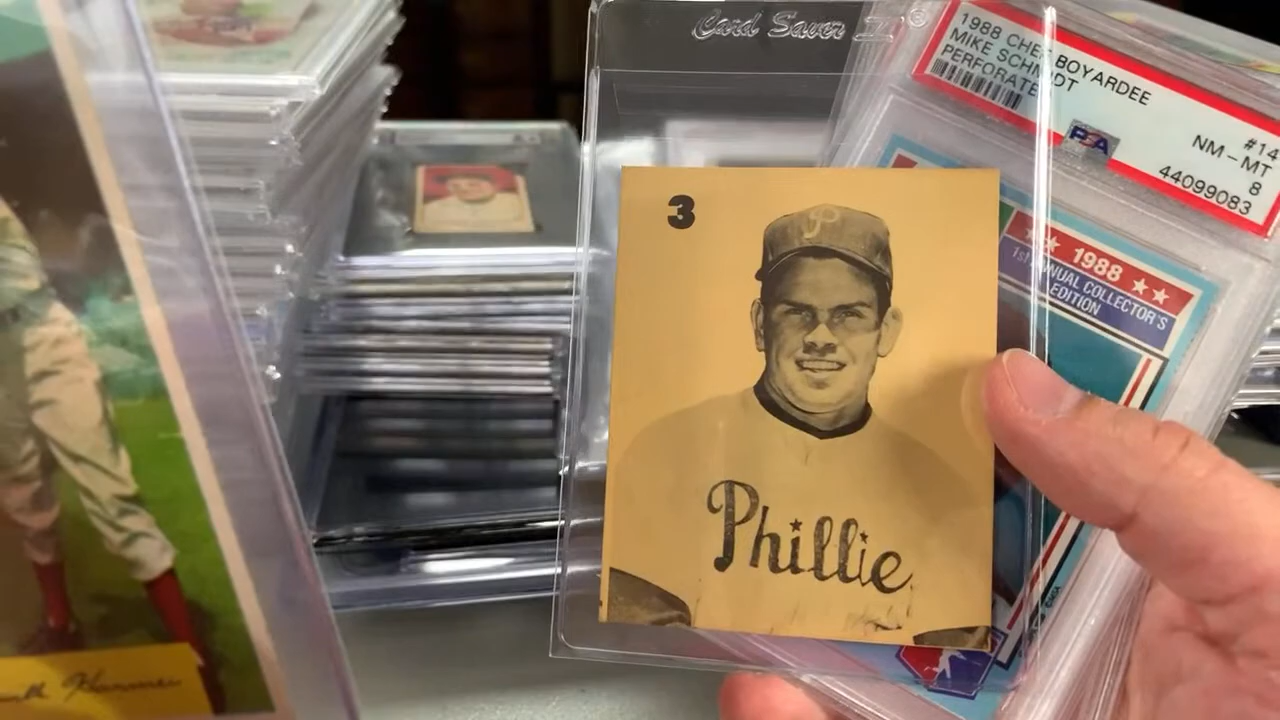 Card Saver II®
1988 CHEF BOYARDEE
MIKE SCHMIDT
PERFORATED
#14
NM-MT
8
44099083
PSA
3
Phillie
1988
1st ANNUAL COLLECTOR'S
EDITION
P